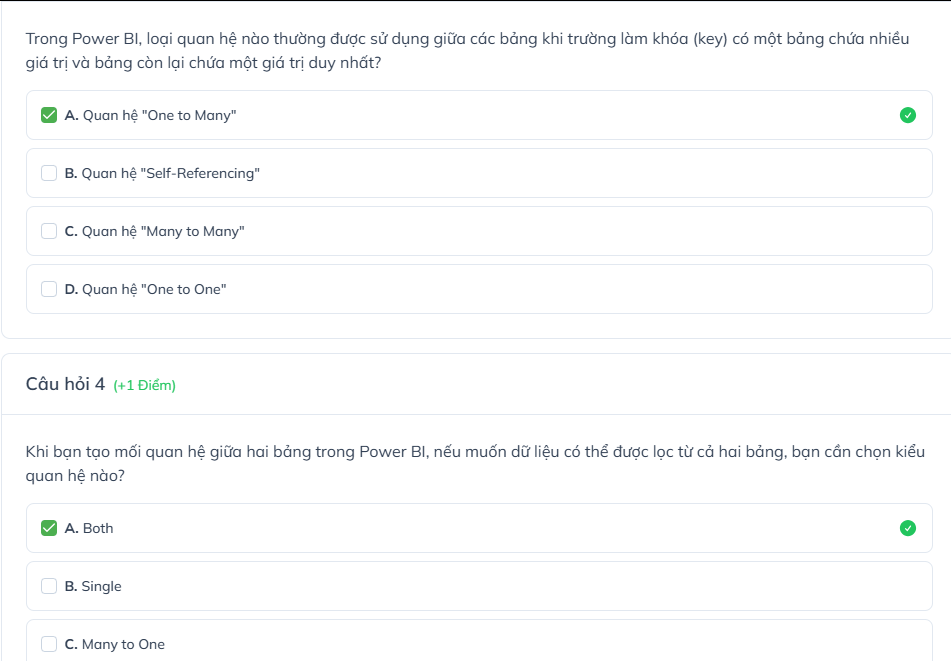 Trong Power BI, loại quan hệ nào thường được sử dụng giữa các bảng khi trường làm khóa (key) có một bảng chứa nhiều
giá trị và bảng còn lại chứa một giá trị duy nhất?
A. Quan hệ "One to Many"
B. Quan hệ "Self-Referencing"
C. Quan hệ "Many to Many"
D. Quan hệ "One to One"
Câu hỏi 4 (+1 Điểm)
Khi bạn tạo mối quan hệ giữa hai bảng trong Power BI, nếu muốn dữ liệu có thể được lọc từ cả hai bảng, bạn cần chọn kiểu
quan hệ nào?
A. Both
B. Single
C. Many to One